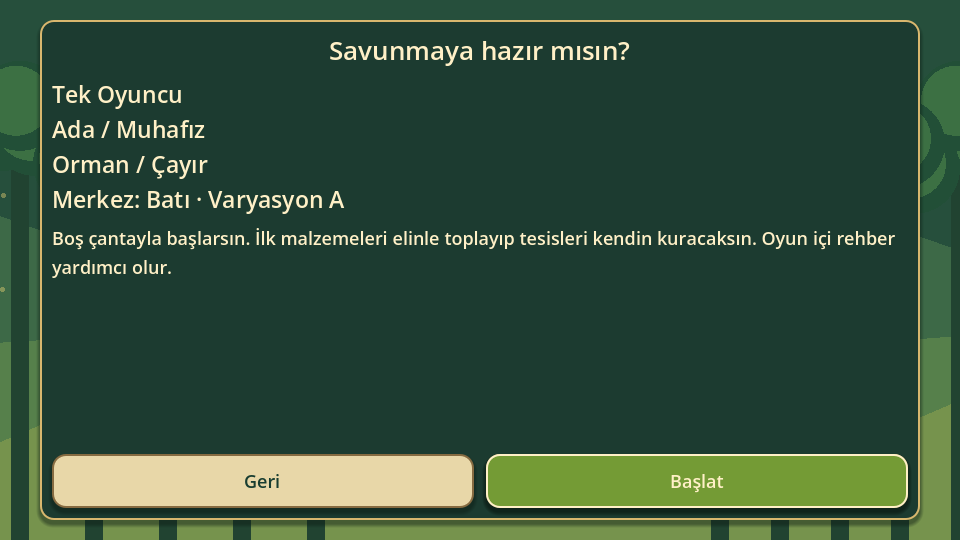 Savunmaya hazır mısın?
Tek Oyuncu
Ada / Muhafız
Orman / Çayır
Merkez: Batı · Varyasyon A
Boş çantayla başlarsın. İlk malzemeleri elinle toplayıp tesisleri kendin kuracaksın. Oyun içi rehber
yardımcı olur.
Geri
Başlat